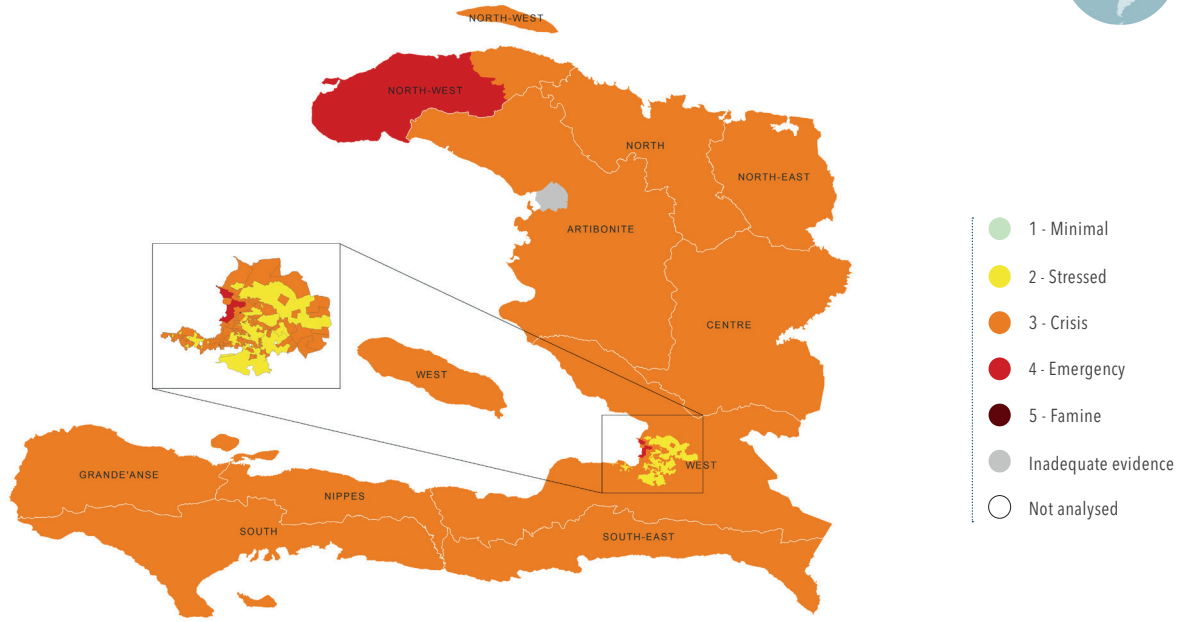 NORTH-WEST
NORTH-WEST
NORTH
NORTH-EAST
ARTIBONITE
CENTRE
WEST
WEST
GRANDE'ANSE
NIPPES
SOUTH
SOUTH-EAST
1 - Minimal
2 - Stressed
3 - Crisis
4 - Emergency
5 - Famine
Inadequate evidence
Not analysed